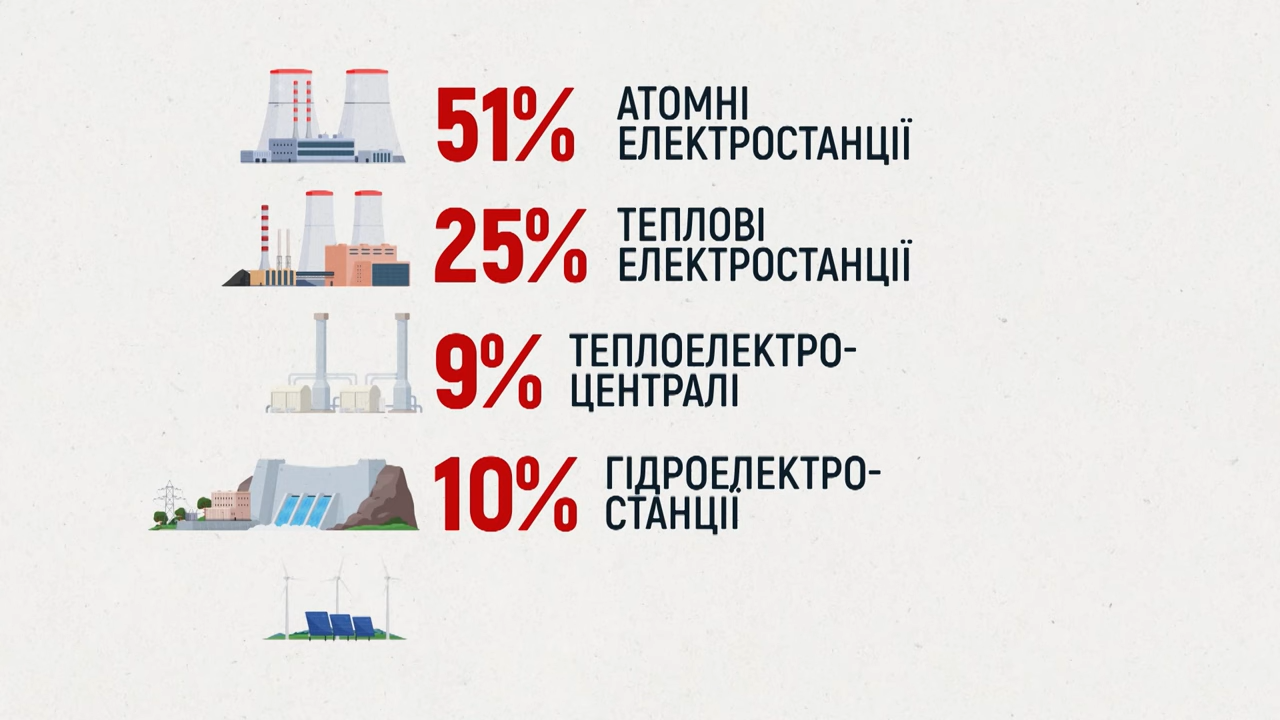 51% АТОМНІ
ЕЛЕКТРОСТАНЦІЇ
25% ТЕПЛОВІ
ЕЛЕКТРОСТАНЦІЇ
9% ТЕПЛОЕЛЕКТРО-
ЦЕНТРАЛІ
10% ГІДРОЕЛЕКТРО-
СТАНЦІЇ